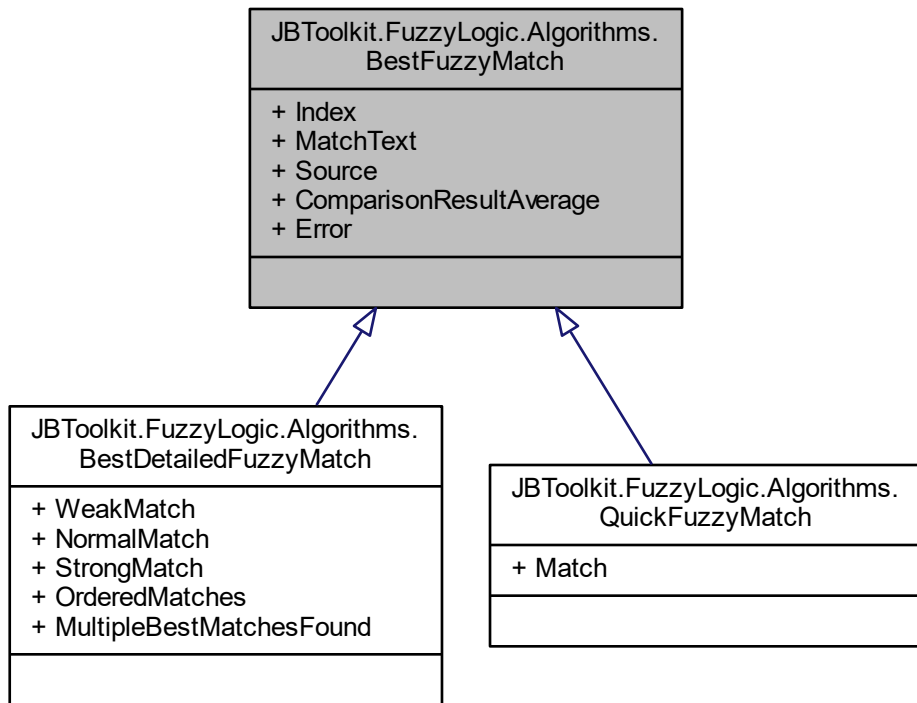 JBToolkit.FuzzyLogic.Algorithms.
BestFuzzyMatch
+ Index
+ MatchText
+ Source
+ ComparisonResultAverage
+ Error
JBToolkit.FuzzyLogic.Algorithms.
BestDetailedFuzzyMatch
+ WeakMatch
+ NormalMatch
+ StrongMatch
+ OrderedMatches
+ MultipleBestMatchesFound
JBToolkit.FuzzyLogic.Algorithms.
QuickFuzzyMatch
+ Match